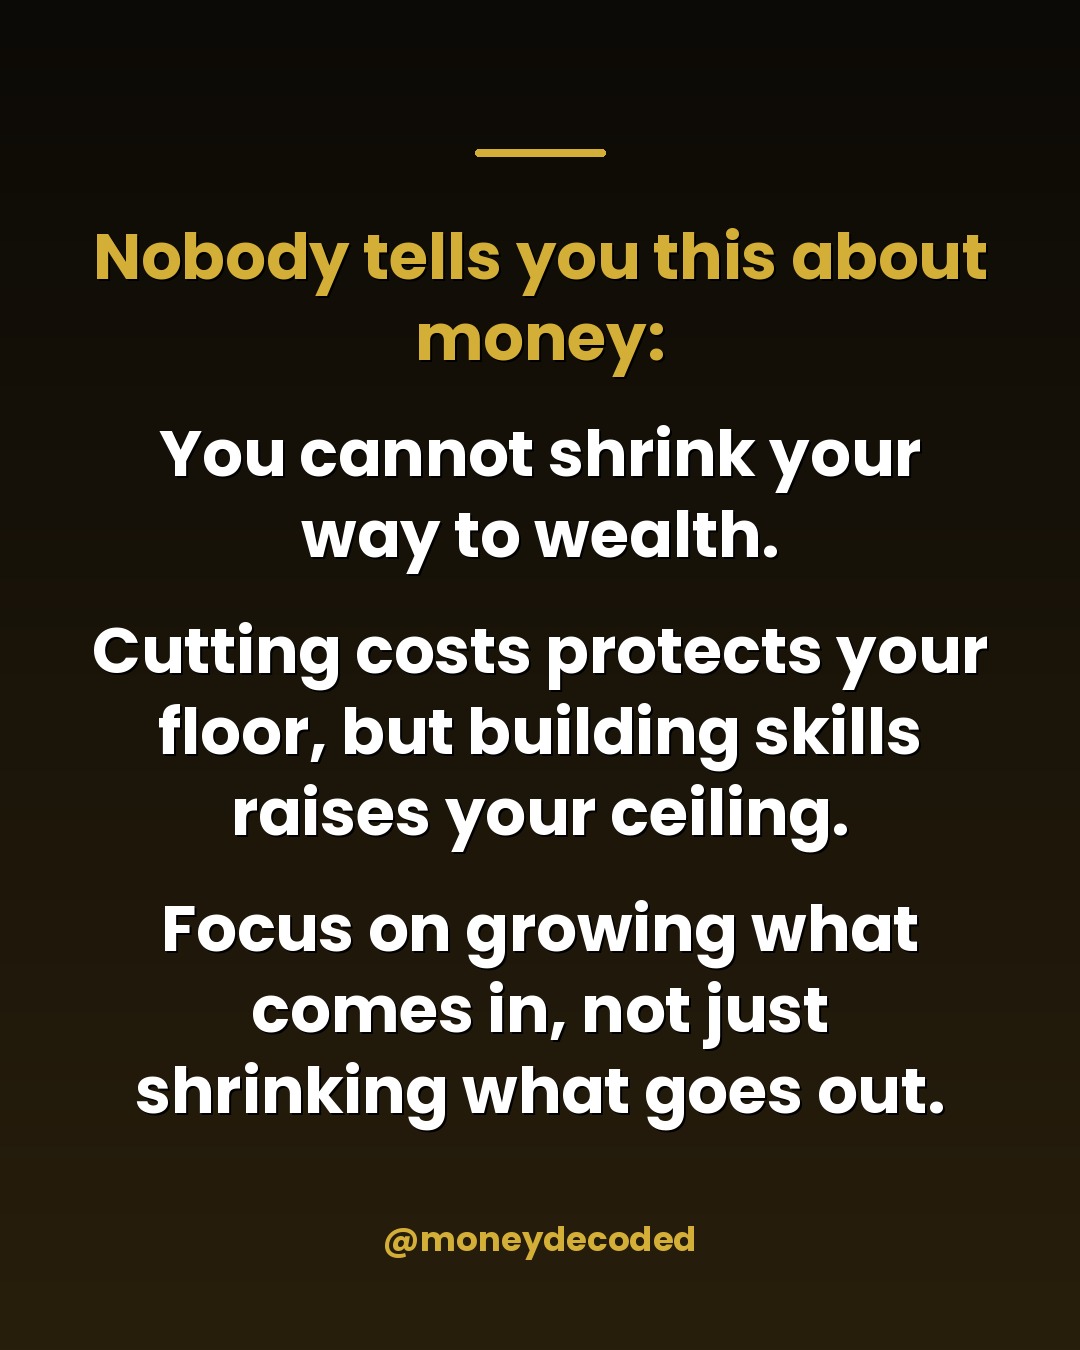 Nobody tells you this about
money:
You cannot shrink your
way to wealth.
Cutting costs protects your
floor, but building skills
raises your ceiling.
Focus on growing what
comes in, not just
shrinking what goes out.
@moneydecoded